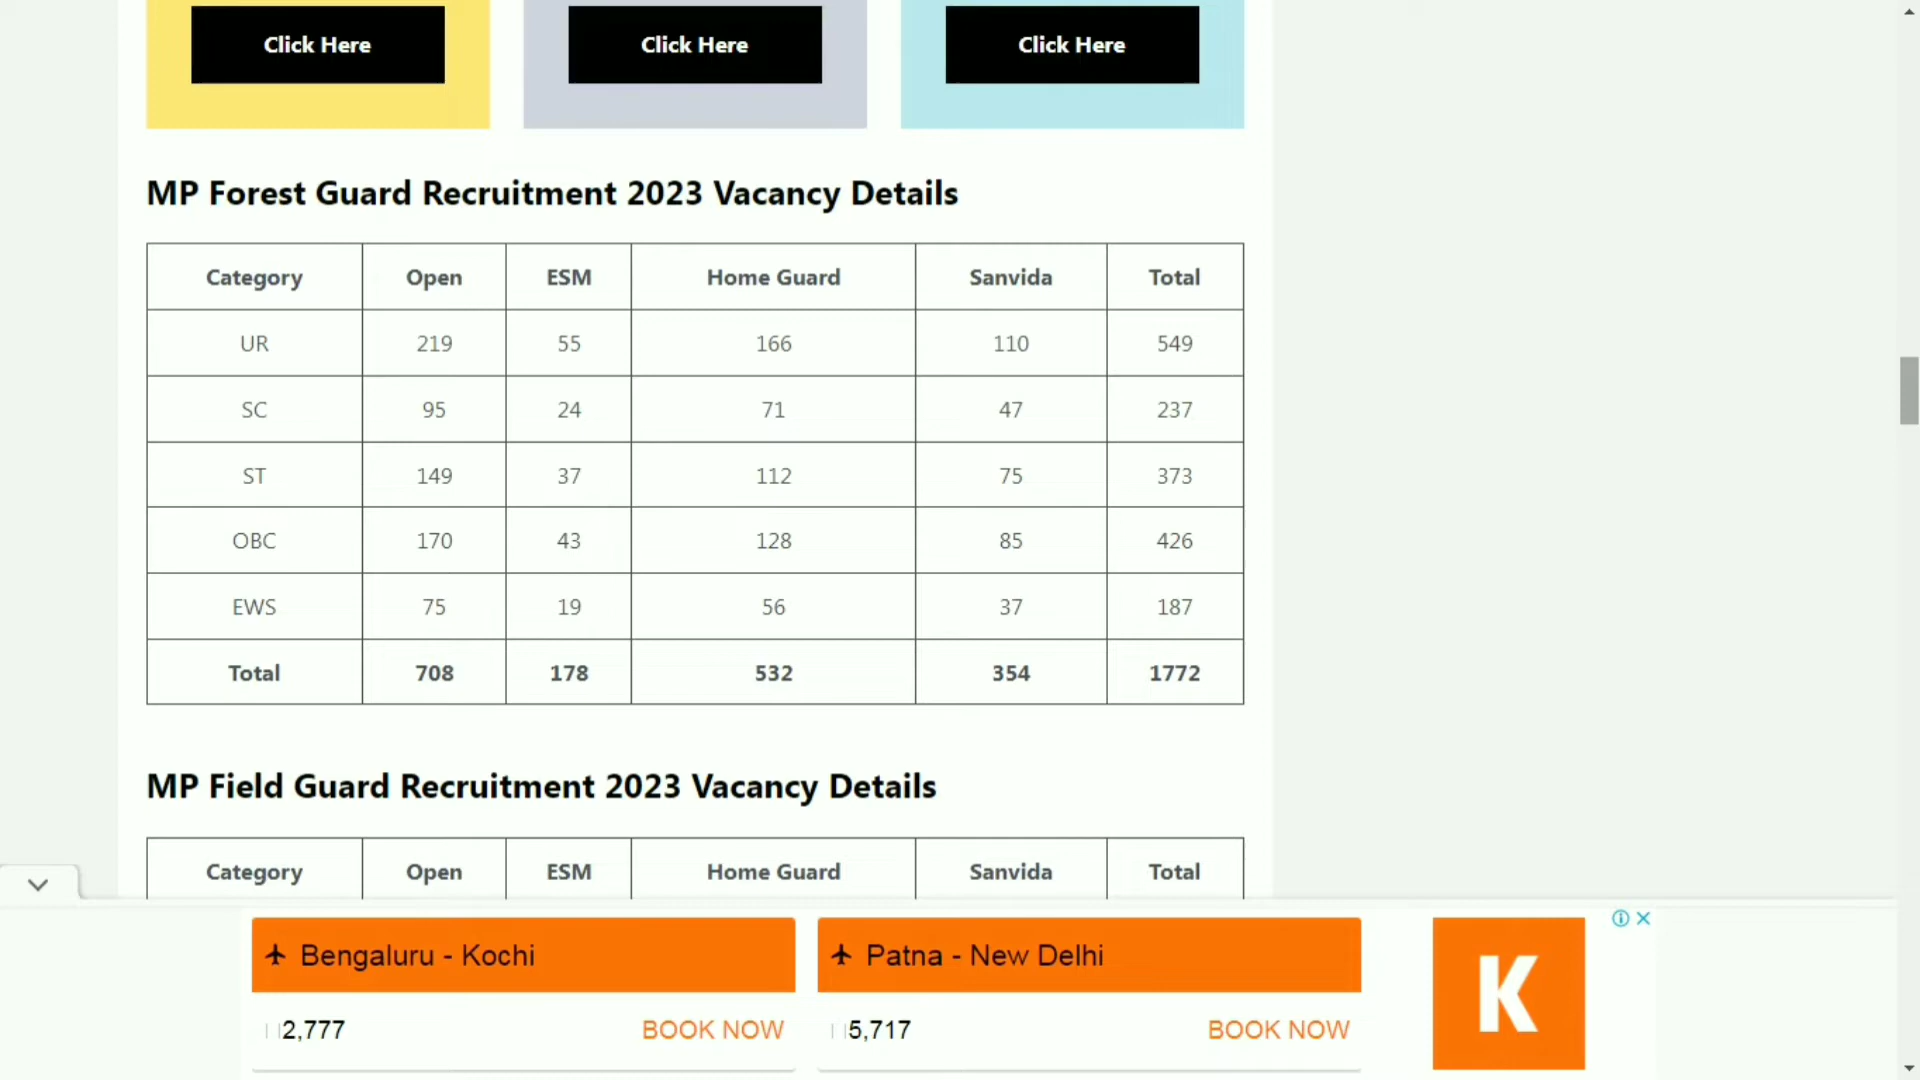 Click Here Click Here Click Here
MP Forest Guard Recruitment 2023 Vacancy Details
Category Open ESM Home Guard Sanvida Total
UR 219 55 166 110 549
SC 95 24 71 47 237
ST 149 37 112 75 373
OBC 170 43 128 85 426
EWS 75 19 56 37 187
Total 708 178 532 354 1772
MP Field Guard Recruitment 2023 Vacancy Details
Category Open ESM Home Guard Sanvida Total
Bengaluru - Kochi Patna - New Delhi
2,777 BOOK NOW 5,717 BOOK NOW
K